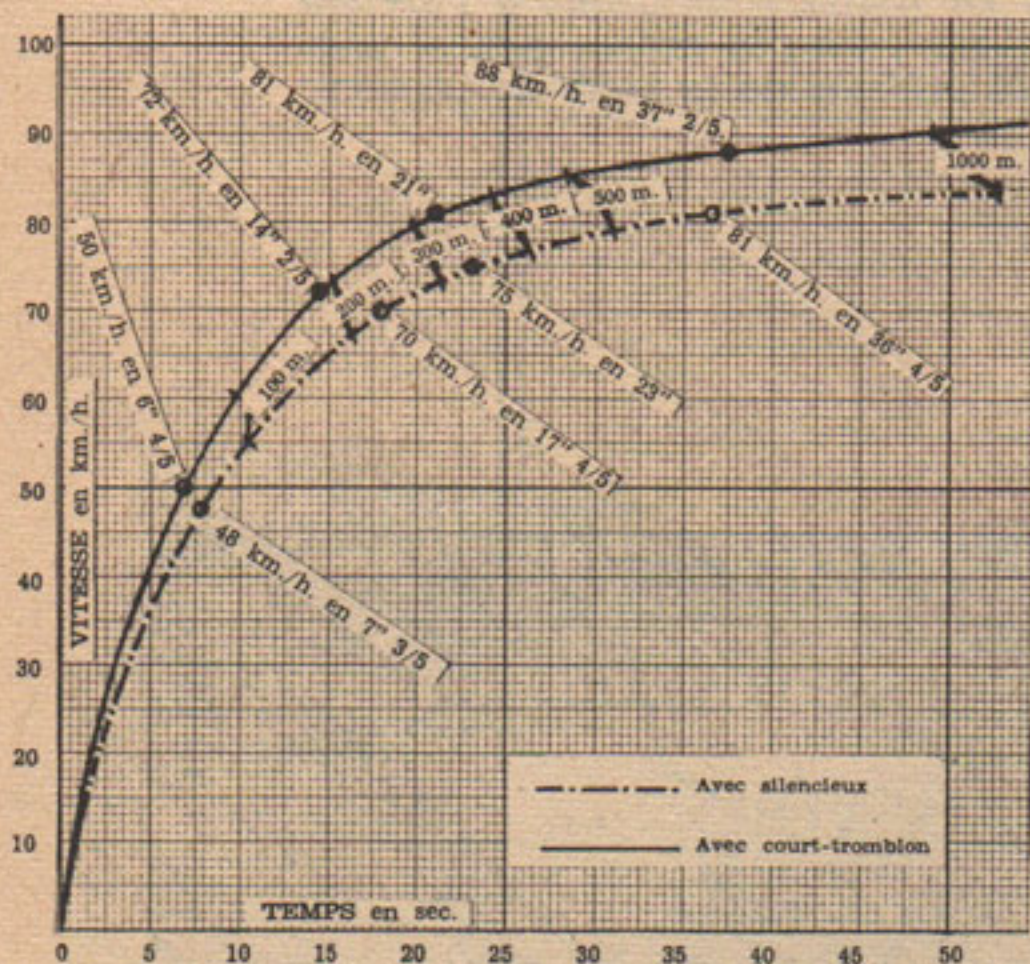 100
90
80
70
60
50
40
30
20
10
VITESSE en km./h.
50 km./h. en 6" 4/5
72 km./h. en 14" 2/5
81 km./h. en 21"
88 km./h. en 37" 2/5.
100 m.
200 m.
300 m.
400 m.
500 m.
1000 m.
48 km./h. en 7" 3/5
70 km./h. en 17" 4/5
75 km./h. en 23"
81 km./h. en 36" 4/5
Avec silencieux
Avec court-tromblon
TEMPS en sec.
0 5 10 15 20 25 30 35 40 45 50